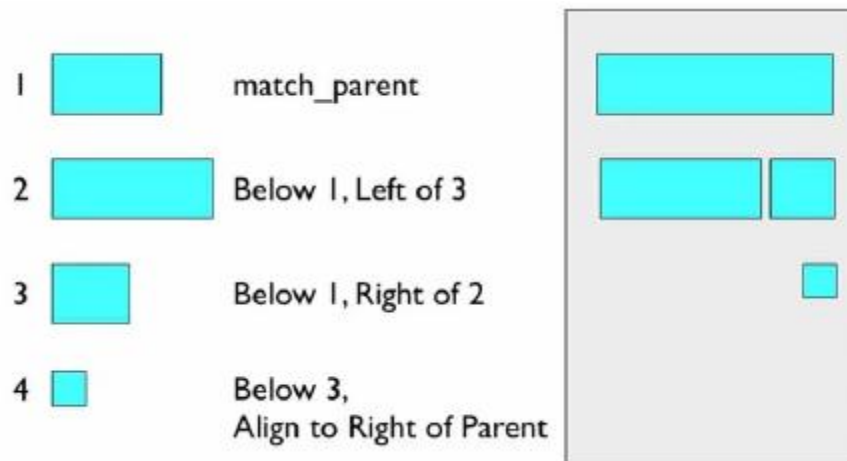 1 match_parent
2 Below 1, Left of 3
3 Below 1, Right of 2
4 Below 3,
Align to Right of Parent